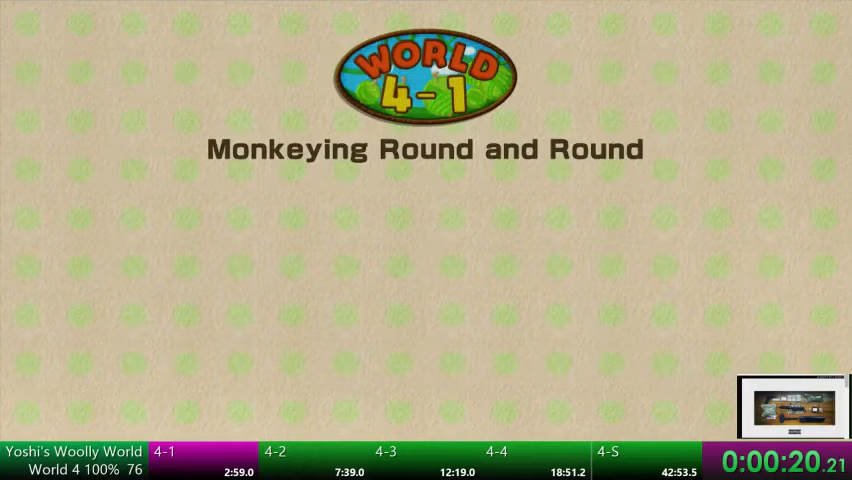 WORLD
4-1
Monkeying Round and Round
Yoshi's Woolly World
World 4 100% 76
4-1
2:59.0
4-2
7:39.0
4-3
12:19.0
4-4
18:51.2
4-S
42:53.5
0:00:20.21